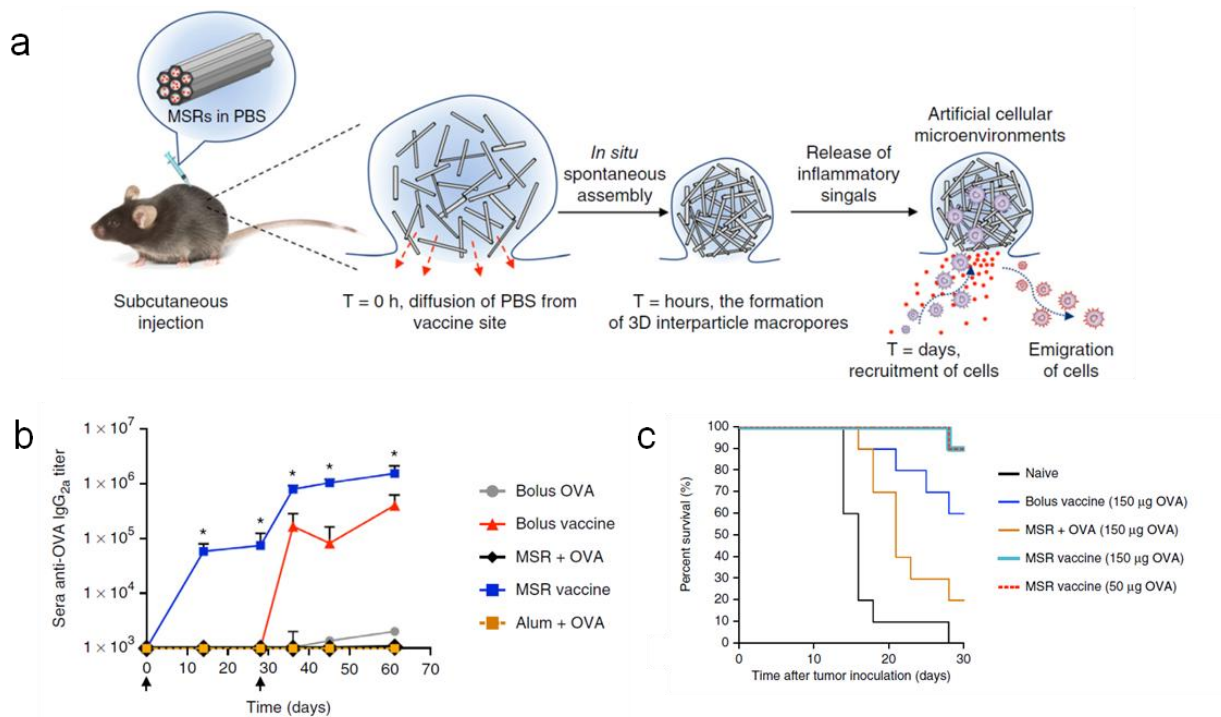 a
MSRs in PBS
Subcutaneous
injection
T = 0 h, diffusion of PBS from
vaccine site
In situ
spontaneous
assembly
T = hours, the formation
of 3D interparticle macropores
Release of
inflammatory
singals
Artificial cellular
microenvironments
T = days,
recruitment of cells
Emigration
of cells
b
Sera anti-OVA IgG2a titer
1 × 10^7
1 × 10^6
1 × 10^5
1 × 10^4
1 × 10^3
* * * * *
0 10 20 30 40 50 60 70
Time (days)
Bolus OVA
Bolus vaccine
MSR + OVA
MSR vaccine
Alum + OVA
c
Percent survival (%)
100
90
80
70
60
50
40
30
20
10
0
0 10 20 30
Time after tumor inoculation (days)
Naive
Bolus vaccine (150 μg OVA)
MSR + OVA (150 μg OVA)
MSR vaccine (150 μg OVA)
MSR vaccine (50 μg OVA)